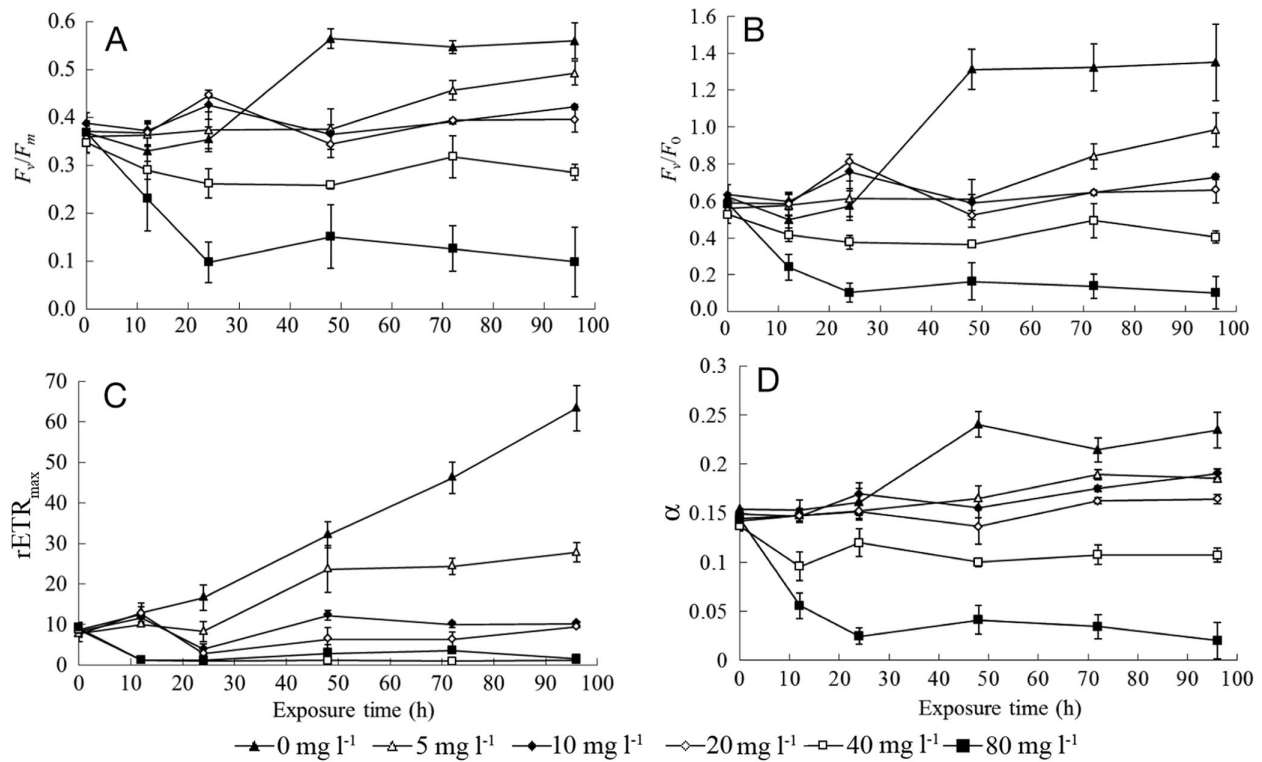 A
0.6
0.5
0.4
0.3
0.2
0.1
0.0
Fv/Fm
0 10 20 30 40 50 60 70 80 90 100
B
1.6
1.4
1.2
1.0
0.8
0.6
0.4
0.2
0.0
Fv/F0
0 10 20 30 40 50 60 70 80 90 100
C
70
60
50
40
30
20
10
0
rETRmax
0 10 20 30 40 50 60 70 80 90 100
Exposure time (h)
D
0.3
0.25
0.2
0.15
0.1
0.05
0
α
0 10 20 30 40 50 60 70 80 90 100
Exposure time (h)
0 mg l-1 5 mg l-1 10 mg l-1 20 mg l-1 40 mg l-1 80 mg l-1